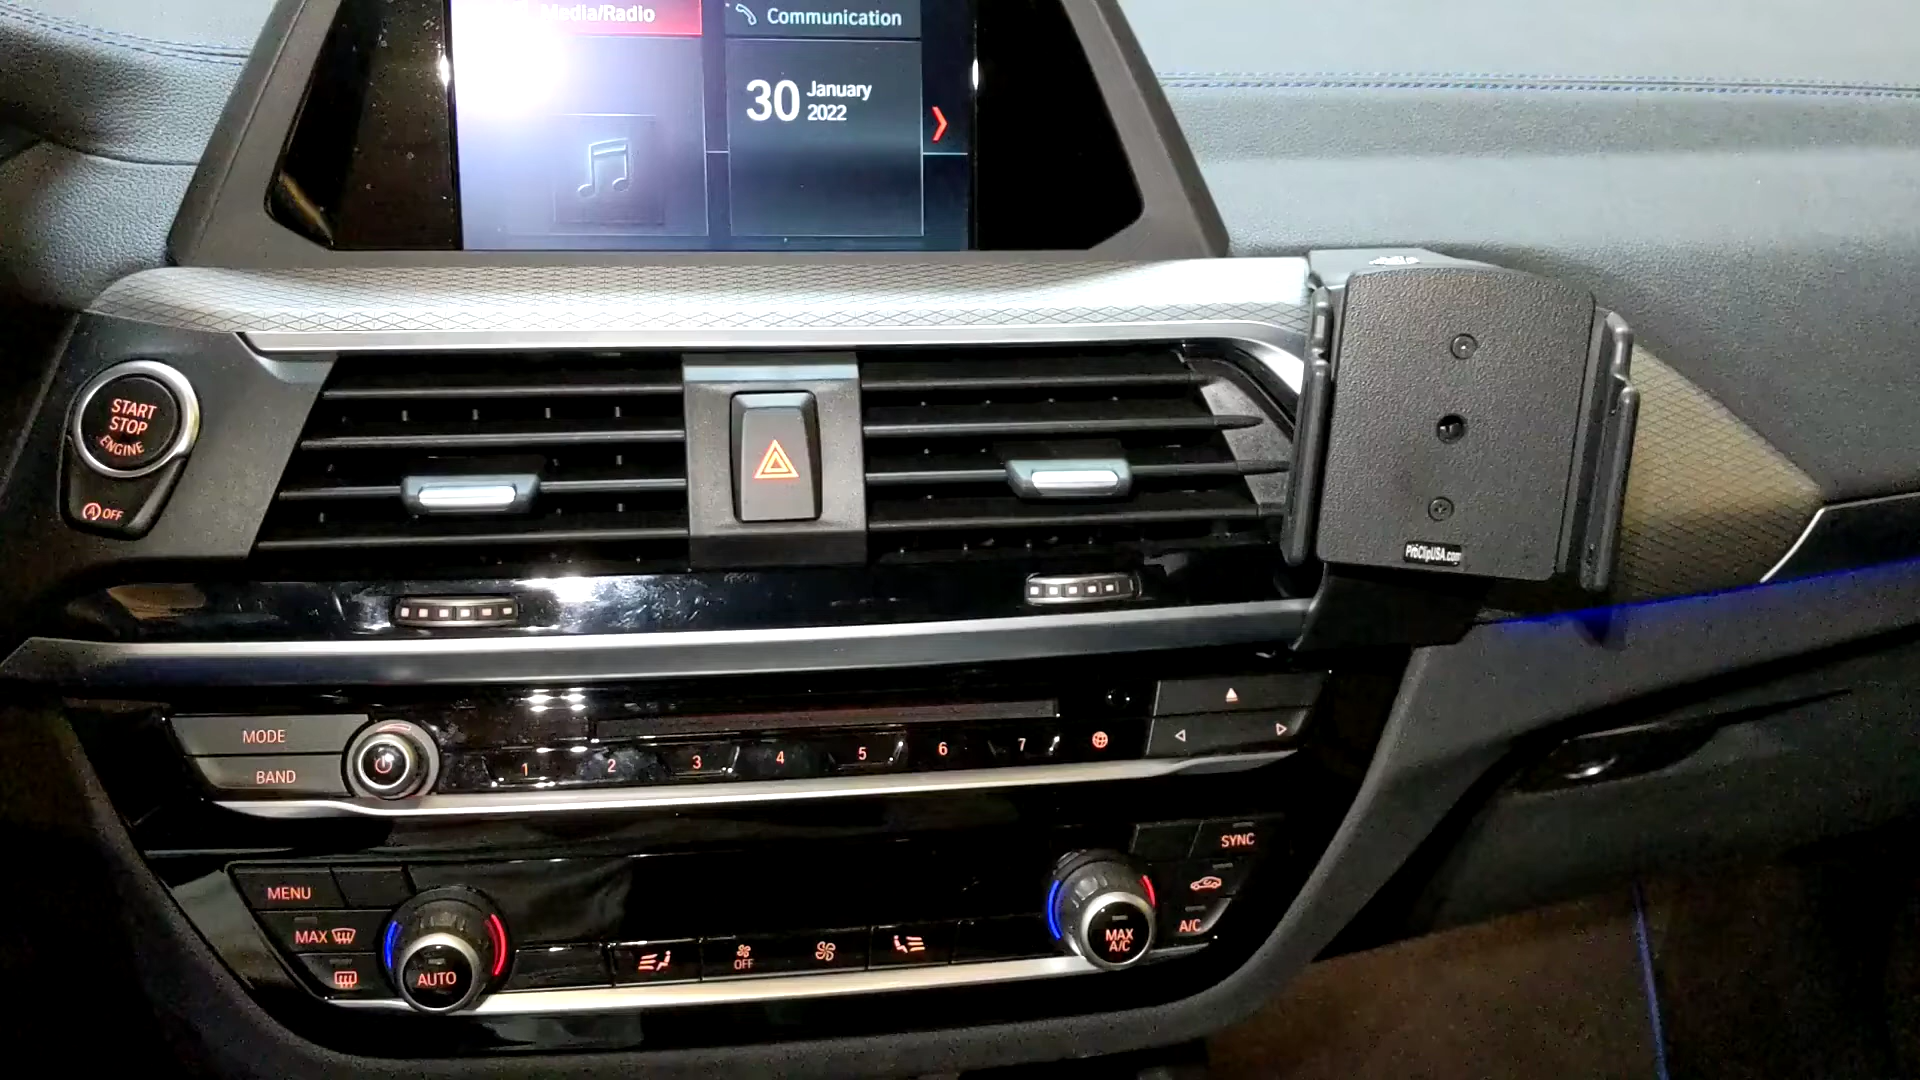 Media/Radio
Communication
30 January
2022
START
STOP
ENGINE
A OFF
ProClipUSA.com
MODE
BAND
1 2 3 4 5 6 7
MENU
MAX
AUTO
OFF
MAX
A/C
SYNC
A/C